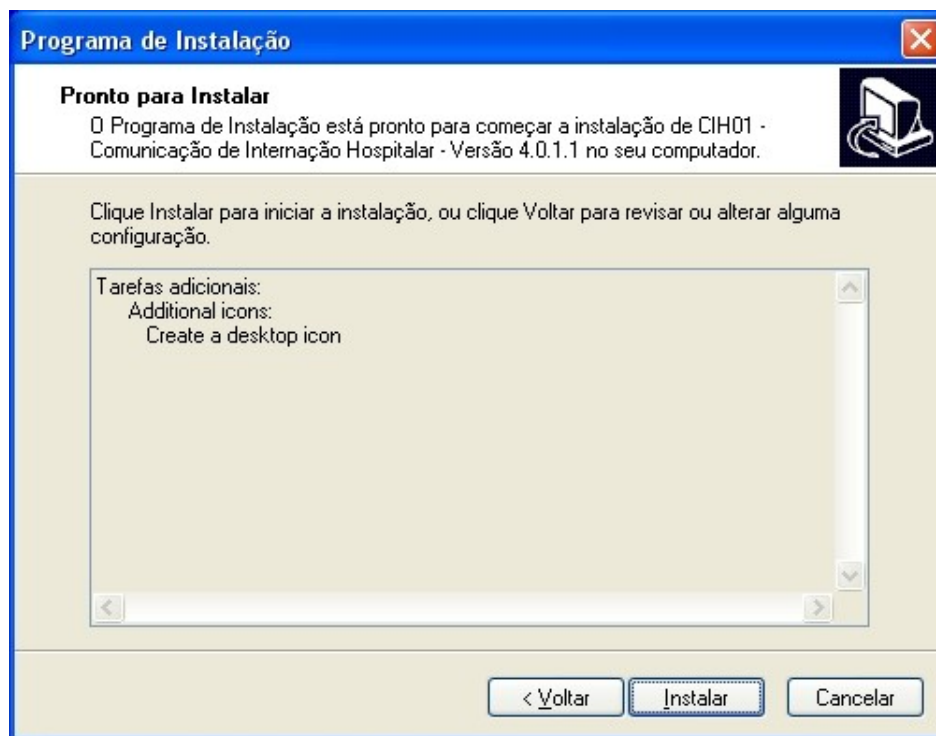 Programa de Instalação
Pronto para Instalar
O Programa de Instalação está pronto para começar a instalação de CIH01 -
Comunicação de Internação Hospitalar - Versão 4.0.1.1 no seu computador.
Clique Instalar para iniciar a instalação, ou clique Voltar para revisar ou alterar alguma
configuração.
Tarefas adicionais:
Additional icons:
Create a desktop icon
< Voltar
Instalar
Cancelar